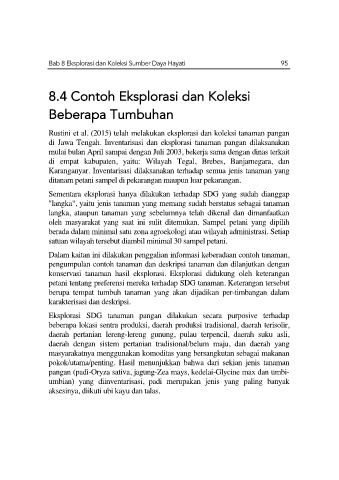 Bab 8 Eksplorasi dan Koleksi Sumber Daya Hayati 95
8.4 Contoh Eksplorasi dan Koleksi
Beberapa Tumbuhan
Rustini et al. (2015) telah melakukan eksplorasi dan koleksi tanaman pangan
di Jawa Tengah. Inventarisasi dan eksplorasi tanaman pangan dilaksanakan
mulai bulan April sampai dengan Juli 2003, bekerja sama dengan dinas terkait
di empat kabupaten, yaitu: Wilayah Tegal, Brebes, Banjarnegara, dan
Karanganyar. Inventarisasi dilaksanakan terhadap semua jenis tanaman yang
ditanam petani sampel di pekarangan maupun luar pekarangan.
Sementara eksplorasi hanya dilakukan terhadap SDG yang sudah dianggap
"langka", yaitu jenis tanaman yang memang sudah berstatus sebagai tanaman
langka, ataupun tanaman yang sebelumnya telah dikenal dan dimanfaatkan
oleh masyarakat yang saat ini sulit ditemukan. Sampel petani yang dipilih
berada dalam minimal satu zona agroekologi atau wilayah administrasi. Setiap
satuan wilayah tersebut diambil minimal 30 sampel petani.
Dalam kaitan ini dilakukan penggalian informasi keberadaan contoh tanaman,
pengumpulan contoh tanaman dan deskripsi tanaman dan dilanjutkan dengan
konservasi tanaman hasil eksplorasi. Eksplorasi didukung oleh keterangan
petani tentang preferensi mereka terhadap SDG tanaman. Keterangan tersebut
berupa tempat tumbuh tanaman yang akan dijadikan per-timbangan dalam
karakterisasi dan deskripsi.
Eksplorasi SDG tanaman pangan dilakukan secara purposive terhadap
beberapa lokasi sentra produksi, daerah produksi tradisional, daerah terisolir,
daerah pertanian lereng-lereng gunung, pulau terpencil, daerah suku asli,
daerah dengan sistem pertanian tradisional/belum maju, dan daerah yang
masyarakatnya menggunakan komoditas yang bersangkutan sebagai makanan
pokok/utama/penting. Hasil menunjukkan bahwa dari sekian jenis tanaman
pangan (padi-Oryza sativa, jagung-Zea mays, kedelai-Glycine max dan umbi-
umbian) yang diinventarisasi, padi merupakan jenis yang paling banyak
aksesinya, diikuti ubi kayu dan talas.